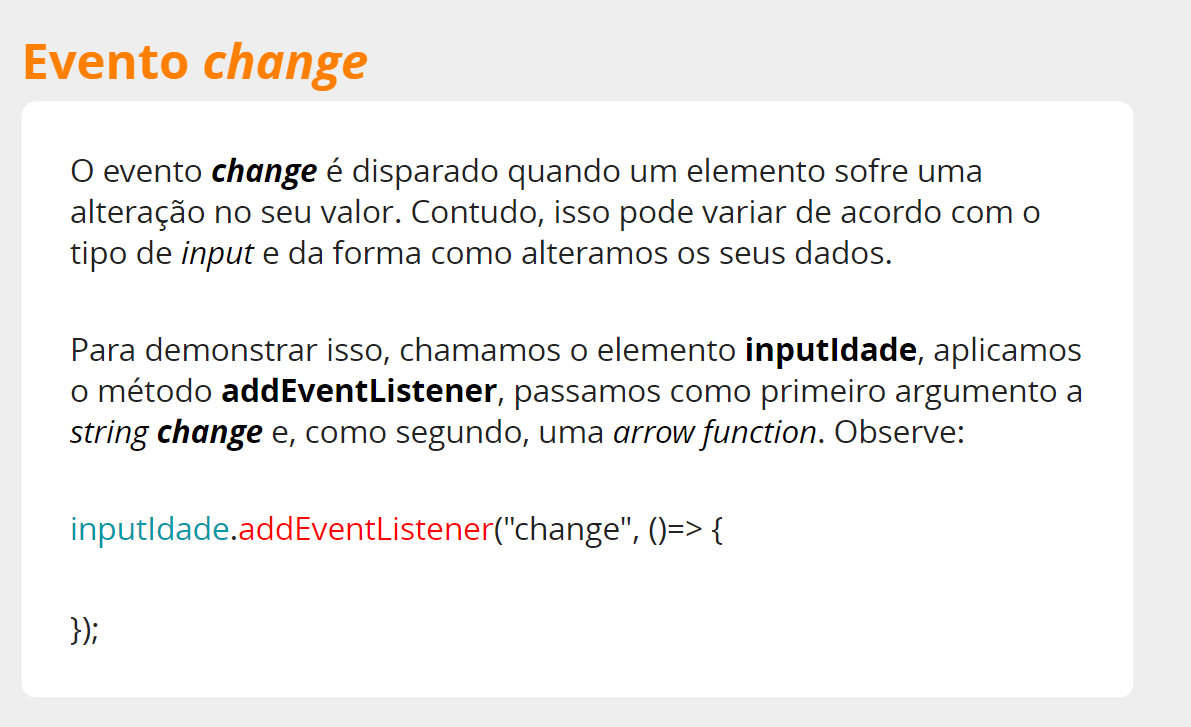 Evento change
O evento change é disparado quando um elemento sofre uma
alteração no seu valor. Contudo, isso pode variar de acordo com o
tipo de input e da forma como alteramos os seus dados.
Para demonstrar isso, chamamos o elemento inputIdade, aplicamos
o método addEventListener, passamos como primeiro argumento a
string change e, como segundo, uma arrow function. Observe:
inputIdade.addEventListener("change", ()=> {
});